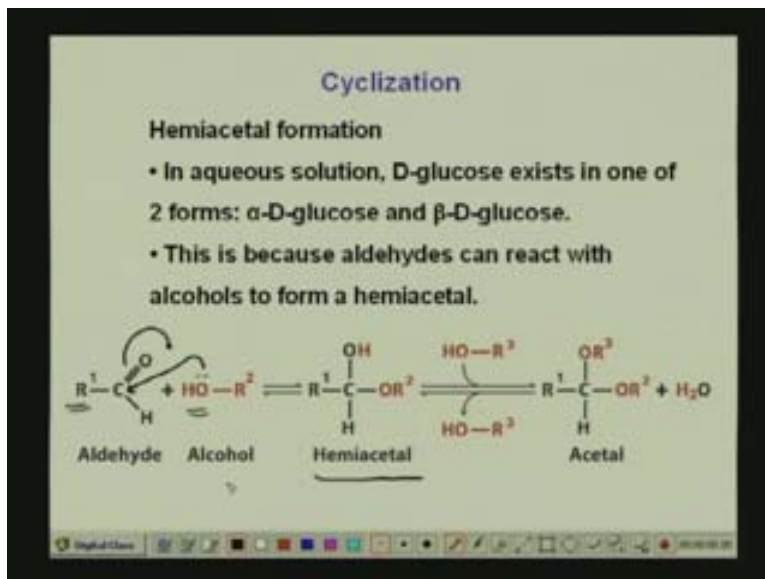 Cyclization
Hemiacetal formation
• In aqueous solution, D-glucose exists in one of
2 forms: α-D-glucose and β-D-glucose.
• This is because aldehydes can react with
alcohols to form a hemiacetal.
O OH HO—R³ OR³
R¹—C + HO—R² R¹—C—OR² R¹—C—OR² + H₂O
H H HO—R³ H
Aldehyde Alcohol Hemiacetal Acetal
Digital Class